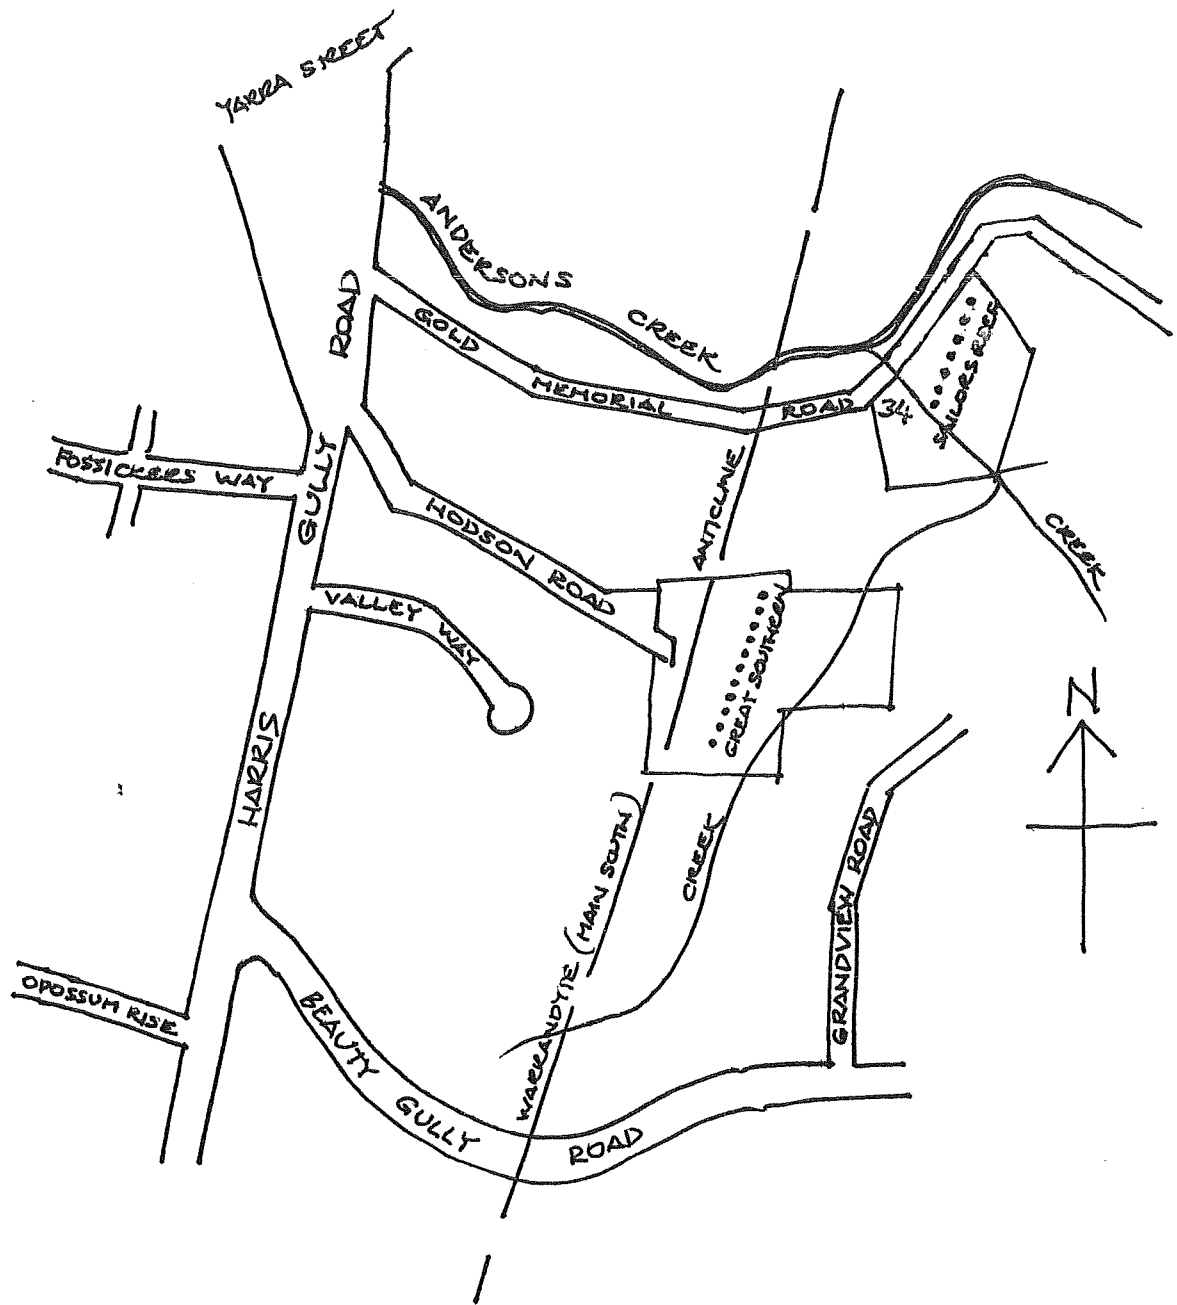 YARRA STREET
ANDERSONS CREEK
GOLD MEMORIAL ROAD
34
SAILORS REEF
FOSSICKERS WAY
HODSON ROAD
VALLEY WAY
HARRIS GULLY ROAD
GREAT SOUTHERN
CREEK
CREEK
N
GRANDVIEW ROAD
WARRANDYTE (MAIN SOUTH) ANTICLINE
OPOSSUM RISE
BEAUTY GULLY ROAD